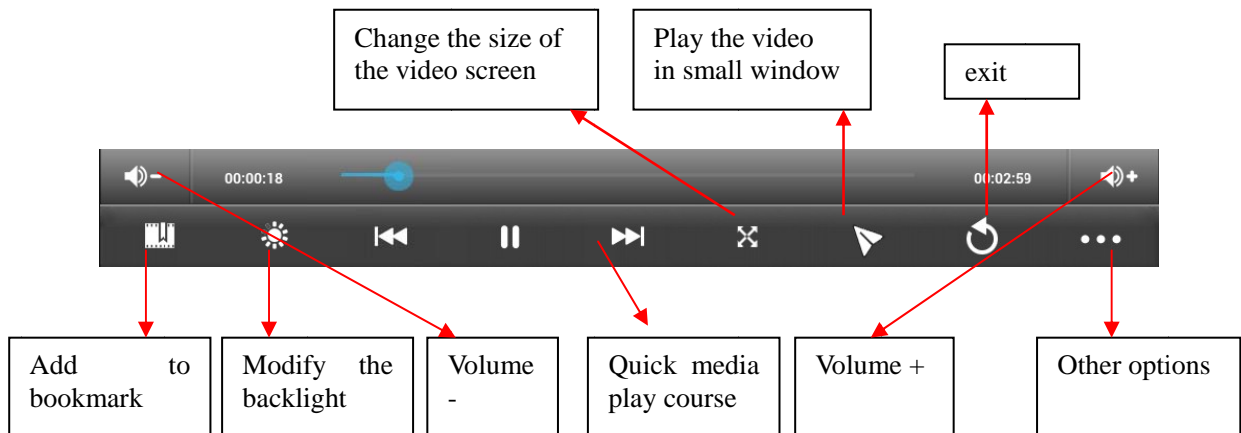 Change the size of
the video screen
Play the video
in small window
exit
00:00:18
00:02:59
Add to
bookmark
Modify the
backlight
Volume
-
Quick media
play course
Volume +
Other options